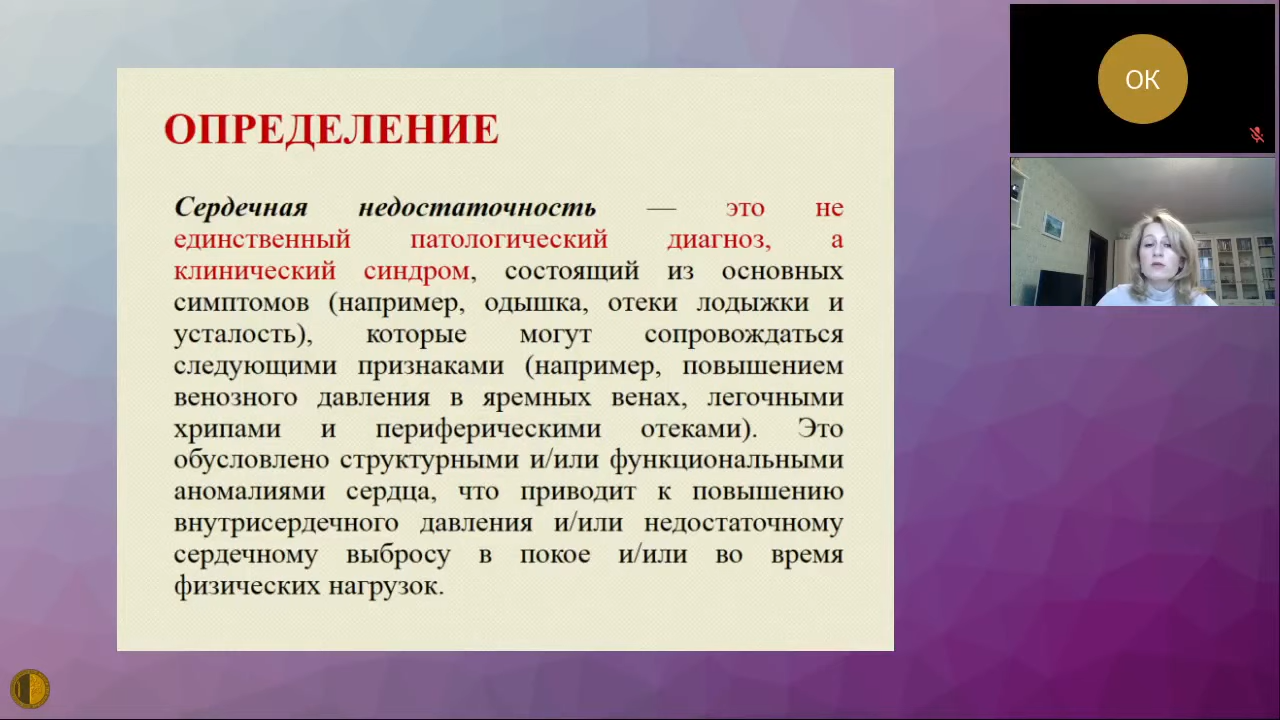 ОПРЕДЕЛЕНИЕ
Сердечная недостаточность — это не
единственный патологический диагноз, а
клинический синдром, состоящий из основных
симптомов (например, одышка, отеки лодыжки и
усталость), которые могут сопровождаться
следующими признаками (например, повышением
венозного давления в яремных венах, легочными
хрипами и периферическими отеками). Это
обусловлено структурными и/или функциональными
аномалиями сердца, что приводит к повышению
внутрисердечного давления и/или недостаточному
сердечному выбросу в покое и/или во время
физических нагрузок.
ОК